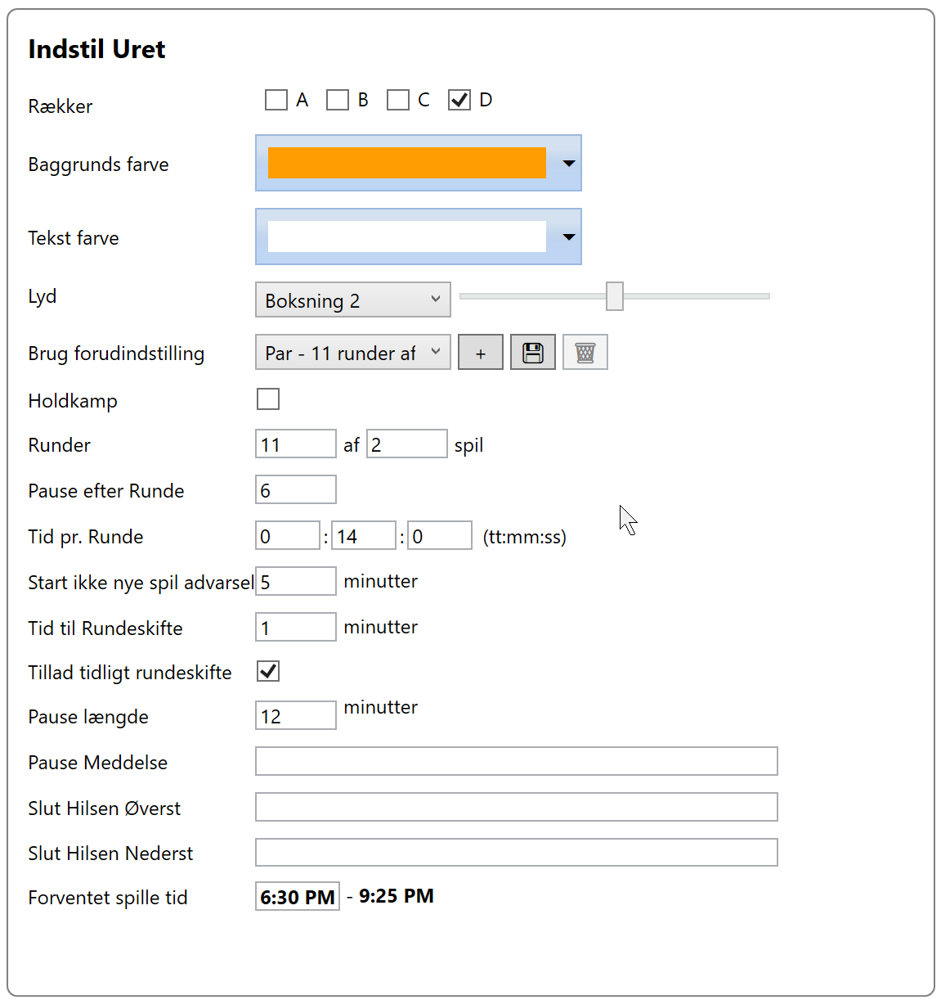 Indstil Uret
Rækker A B C D
Baggrunds farve
Tekst farve
Lyd Boksning 2
Brug forudindstilling Par - 11 runder af +
Holdkamp
Runder 11 af 2 spil
Pause efter Runde 6
Tid pr. Runde 0 : 14 : 0 (tt:mm:ss)
Start ikke nye spil advarsel 5 minutter
Tid til Rundeskifte 1 minutter
Tillad tidligt rundeskifte
Pause længde 12 minutter
Pause Meddelse
Slut Hilsen Øverst
Slut Hilsen Nederst
Forventet spille tid 6:30 PM - 9:25 PM